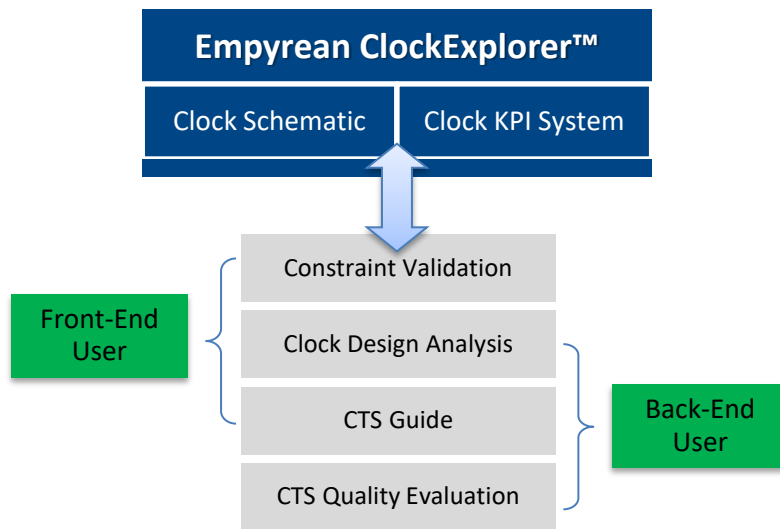 Empyrean ClockExplorer™
Clock Schematic
Clock KPI System
Constraint Validation
Front-End
User
Clock Design Analysis
CTS Guide
Back-End
User
CTS Quality Evaluation